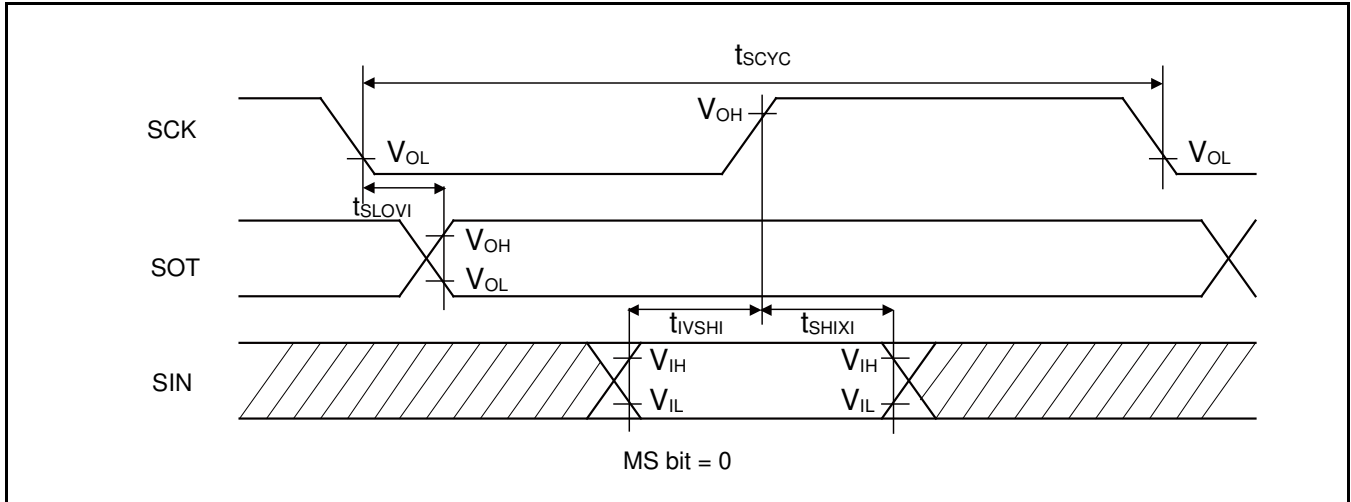 tSCYC
SCK
VOH
VOL
VOL
tSLOVI
SOT
VOH
VOL
tIVSHI
tSHIXI
SIN
VIH
VIH
VIL
VIL
MS bit = 0